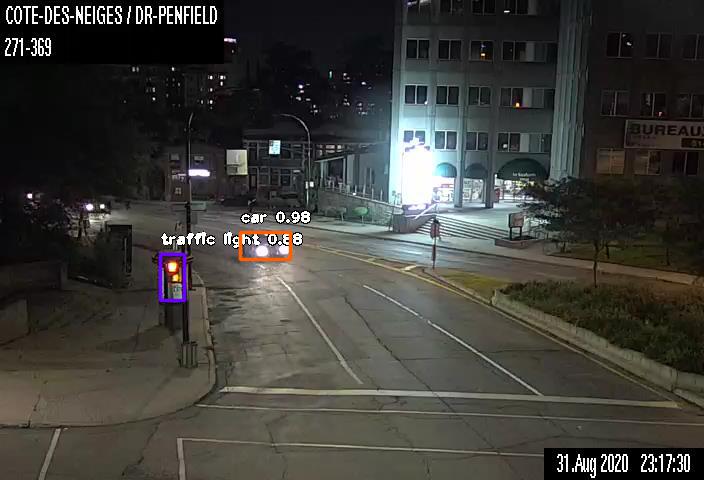 COTE-DES-NEIGES / DR-PENFIELD
271-369
BUREAUX
car 0.98
traffic light 0.88
31.Aug 2020 23:17:30